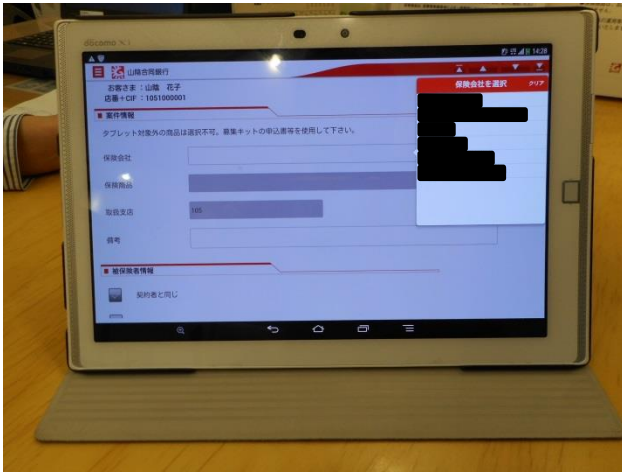 docomo
14:28
山陰合同銀行
お客さま ：山陰　花子
店番＋CIF ：1051000001
保険会社を選択
クリア
■ 案件情報
タブレット対象外の商品は選択不可。募集キットの申込書等を使用して下さい。
保険会社
保険商品
取扱支店
105
備考
■ 被保険者情報
契約者と同じ